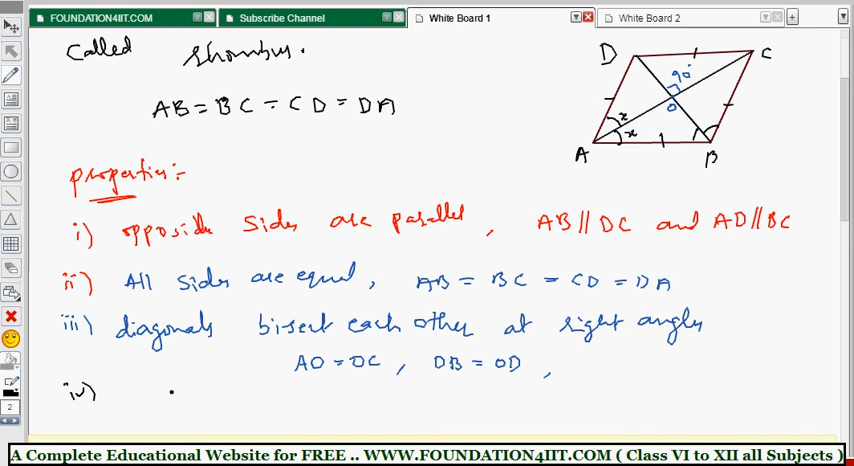 FOUNDATION4IIT.COM
Subscribe Channel
White Board 1
White Board 2
Called Rhombus.
AB = BC = CD = DA
D
C
90°
O
x
x
A
B
properties:-
i) opposide sides are parallel, AB // DC and AD // BC
ii) All sides are equal, AB = BC = CD = DA
iii) diagonals bisect each other at right angles
AO = OC, OB = OD,
iv)
2
A Complete Educational Website for FREE .. WWW.FOUNDATION4IIT.COM ( Class VI to XII all Subjects )